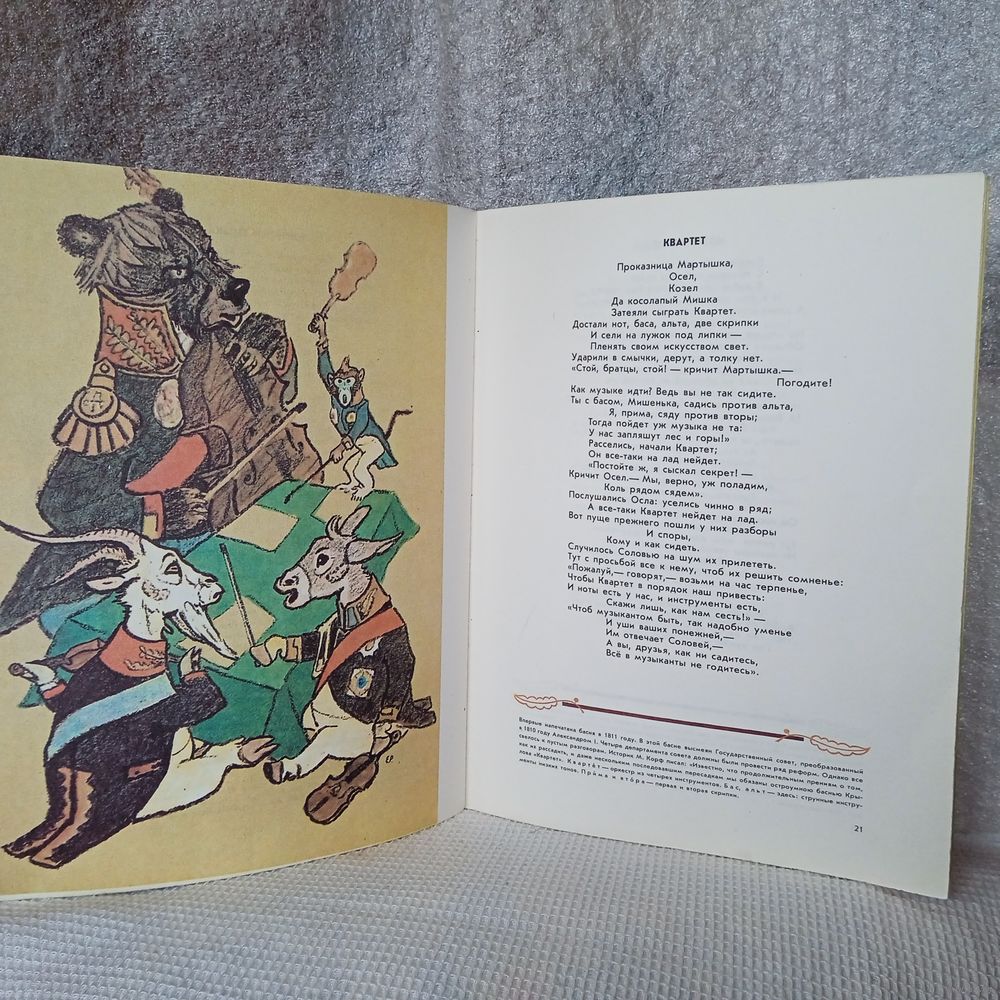 КВАРТЕТ
Проказница Мартышка,
Осел,
Козел
Да косолапый Мишка
Затеяли сыграть Квартет.
Достали нот, баса, альта, две скрипки
И сели на лужок под липки —
Пленять своим искусством свет.
Ударили в смычки, дерут, а толку нет.
«Стой, братцы, стой! — кричит Мартышка.—
Погодите!
Как музыке идти? Ведь вы не так сидите.
Ты с басом, Мишенька, садись против альта,
Я, прима, сяду против вторы;
Тогда пойдет уж музыка не та:
У нас запляшут лес и горы!»
Расселись, начали Квартет;
Он все-таки на лад нейдет.
«Постойте ж, я сыскал секрет! —
Кричит Осел.— Мы, верно, уж поладим,
Коль рядом сядем».
Послушались Осла: уселись чинно в ряд;
А все-таки Квартет нейдет на лад.
Вот пуще прежнего пошли у них разборы
И споры,
Кому и как сидеть.
Случилось Соловью на шум их прилететь.
Тут с просьбой все к нему, чтоб их решить сомненье:
«Пожалуй,— говорят,— возьми на час терпенье,
Чтобы Квартет в порядок наш привесть:
И ноты есть у нас, и инструменты есть,
Скажи лишь, как нам сесть!» —
«Чтоб музыкантом быть, так надобно уменье
И уши ваших понежней,—
Им отвечает Соловей,—
А вы, друзья, как ни садитесь,
Всё в музыканты не годитесь».
Впервые напечатана басня в 1811 году. В этой басне высмеян Государственный совет, преобразованный
в 1810 году Александром I. Четыре департамента совета должны были провести ряд реформ. Однако все
свелось к пустым разговорам. Историк М. Корф писал: «Известно, что продолжительным прениям о том,
как их рассадить, и даже нескольким последовавшим пересадкам мы обязаны остроумною баснью Кры-
лова «Квартет». Квартет — оркестр из четырех инструментов. Бас, альт — здесь: струнные инстру-
менты низких тонов. Прима и втора — первая и вторая скрипки.
21
ЕР